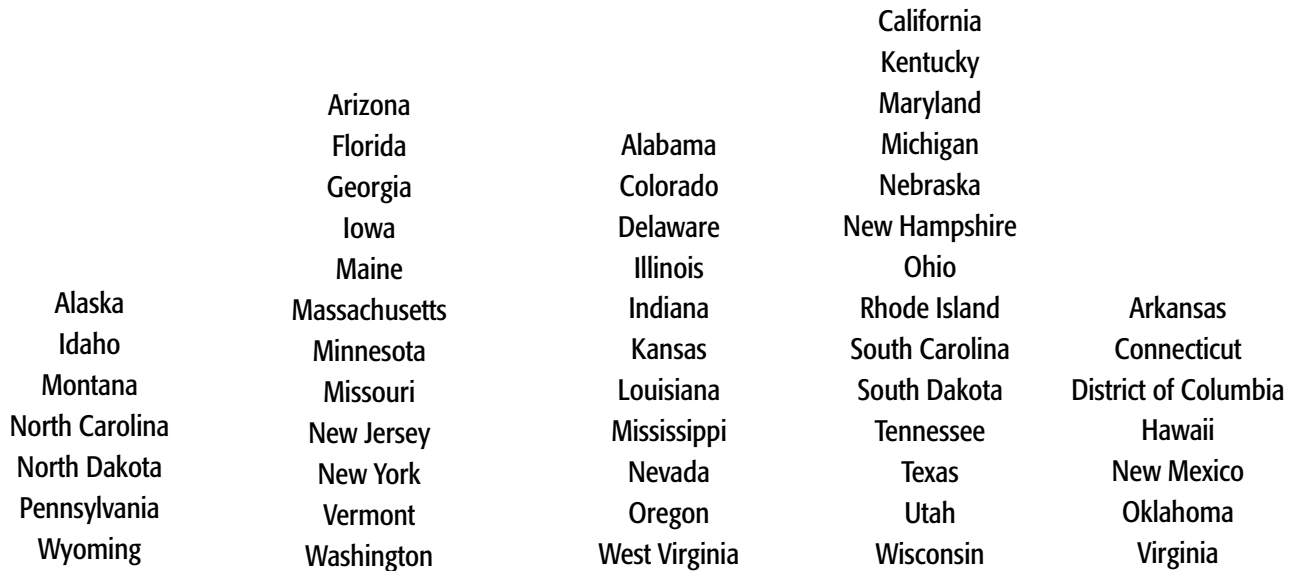 Alaska
Idaho
Montana
North Carolina
North Dakota
Pennsylvania
Wyoming
Arizona
Florida
Georgia
Iowa
Maine
Massachusetts
Minnesota
Missouri
New Jersey
New York
Vermont
Washington
Alabama
Colorado
Delaware
Illinois
Indiana
Kansas
Louisiana
Mississippi
Nevada
Oregon
West Virginia
California
Kentucky
Maryland
Michigan
Nebraska
New Hampshire
Ohio
Rhode Island
South Carolina
South Dakota
Tennessee
Texas
Utah
Wisconsin
Arkansas
Connecticut
District of Columbia
Hawaii
New Mexico
Oklahoma
Virginia